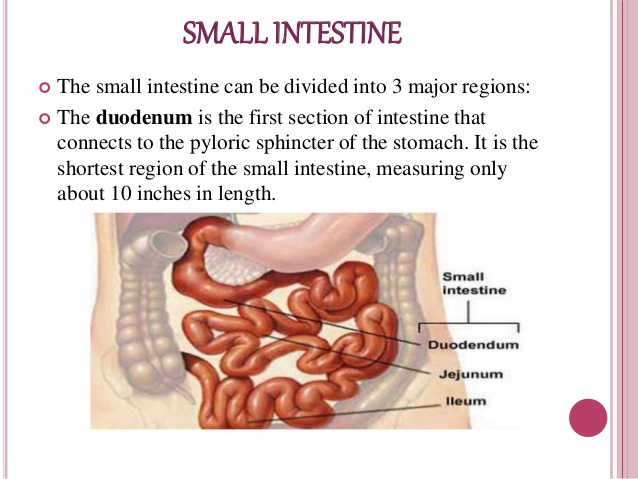 SMALL INTESTINE
The small intestine can be divided into 3 major regions:
The duodenum is the first section of intestine that
connects to the pyloric sphincter of the stomach. It is the
shortest region of the small intestine, measuring only
about 10 inches in length.
Small
intestine
Duodendum
Jejunum
Ileum